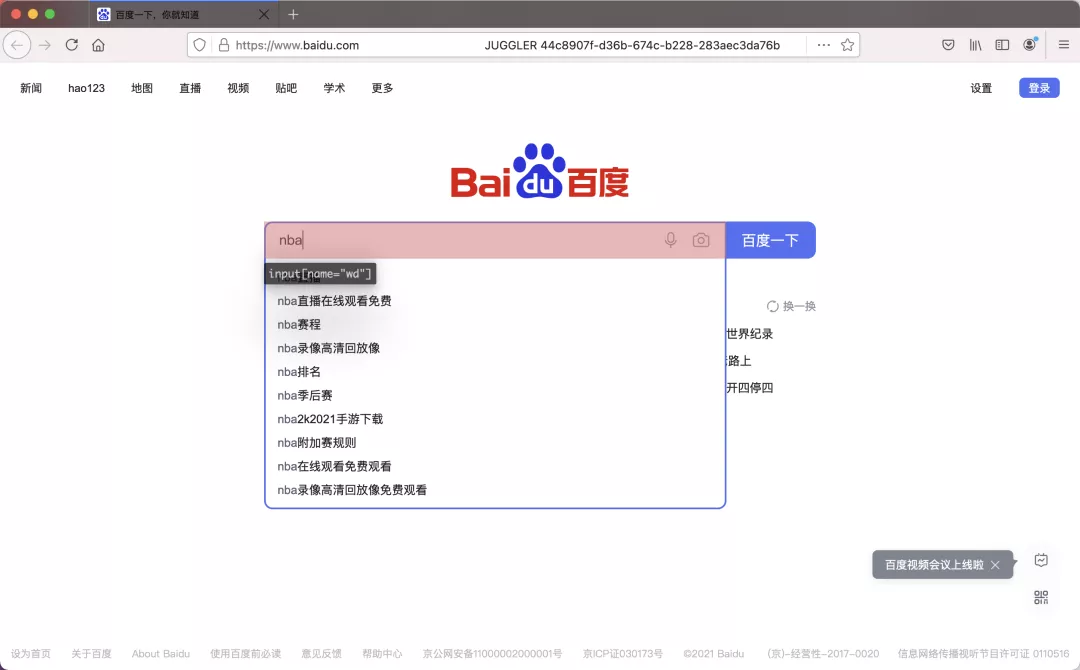 百度一下，你就知道
https://www.baidu.com
JUGGLER 44c8907f-d36b-674c-b228-283aec3da76b
新闻 hao123 地图 直播 视频 贴吧 学术 更多 设置 登录
Bai du 百度
nba 百度一下
input[name="wd"]
nba直播在线观看免费
换一换
nba赛程
世界纪录
nba录像高清回放像
路上
nba排名
开四停四
nba季后赛
nba2k2021手游下载
nba附加赛规则
nba在线观看免费观看
nba录像高清回放像免费观看
百度视频会议上线啦
设为首页 关于百度 About Baidu 使用百度前必读 意见反馈 帮助中心 京公网安备11000002000001号 京ICP证030173号 ©2021 Baidu (京)-经营性-2017-0020 信息网络传播视听节目许可证 0110516